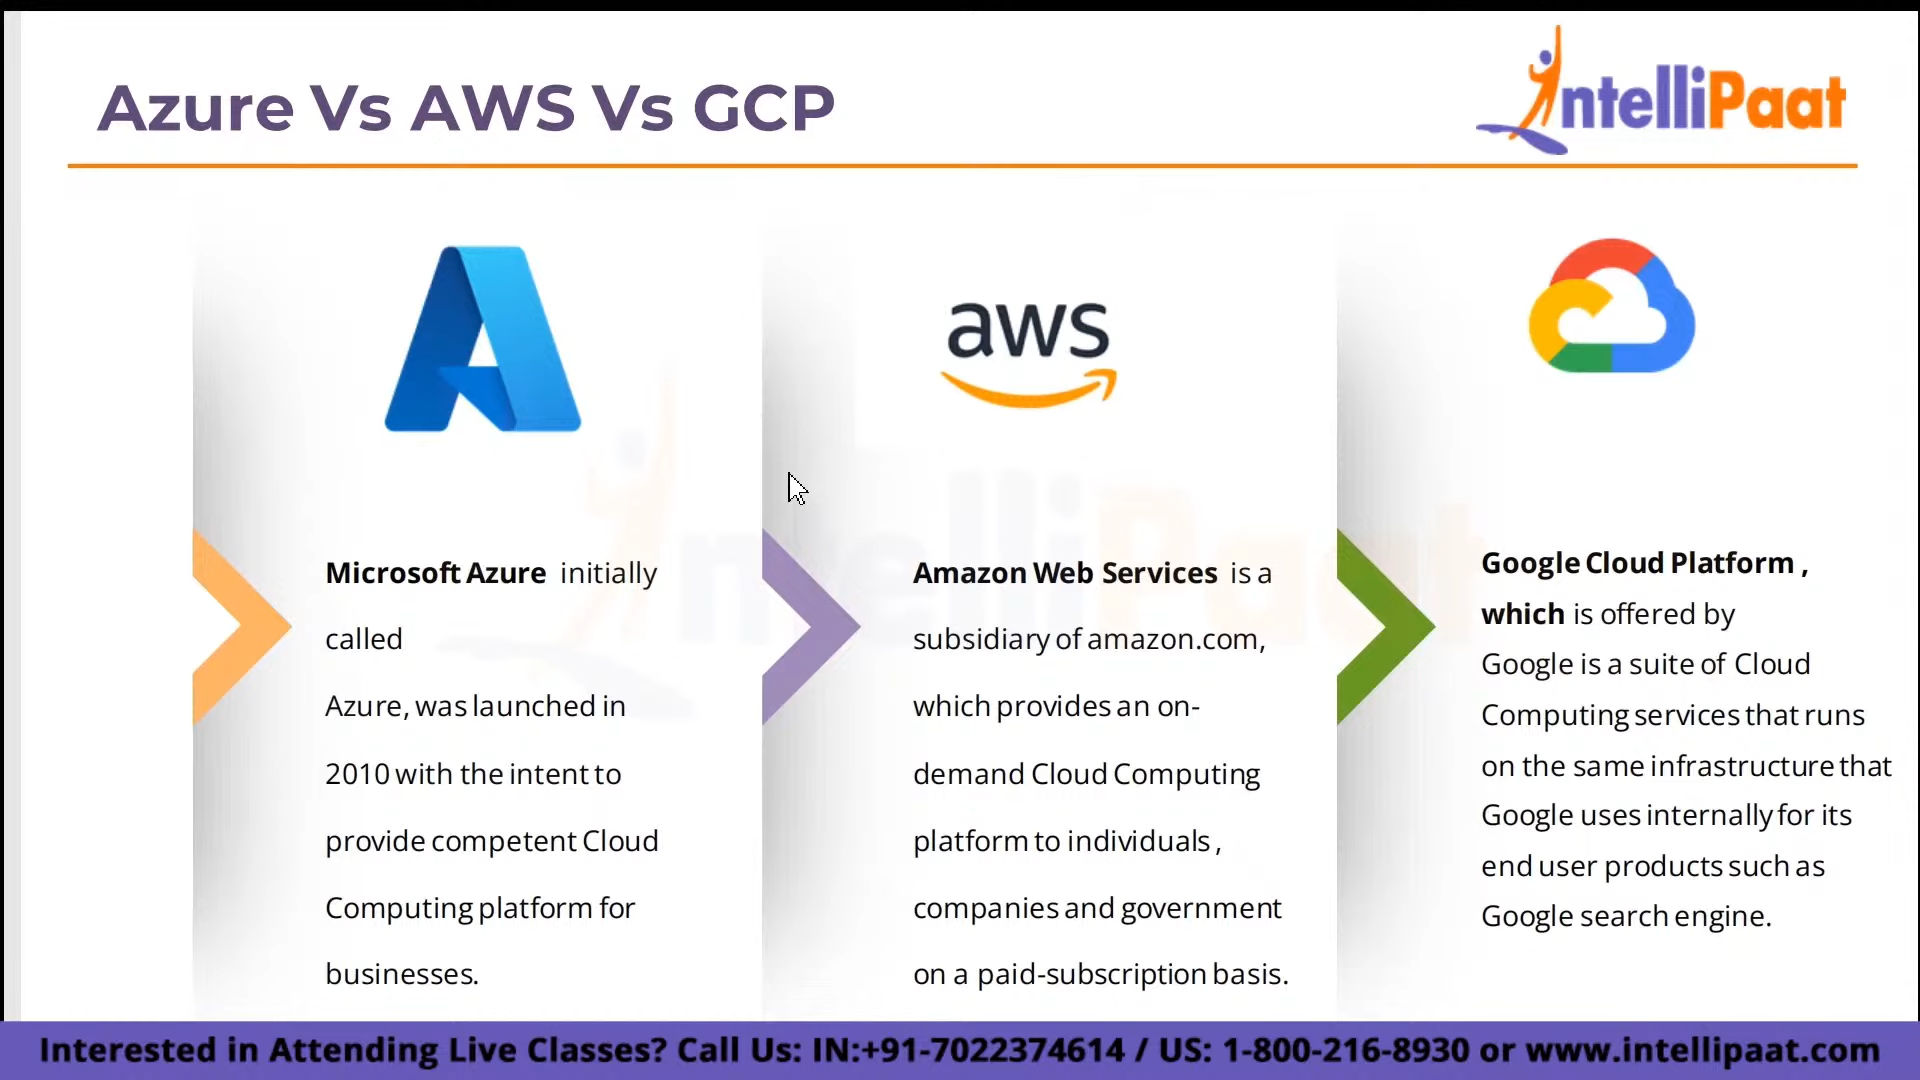 Azure Vs AWS Vs GCP
IntelliPaat
aws
Microsoft Azure initially
called
Azure, was launched in
2010 with the intent to
provide competent Cloud
Computing platform for
businesses.
Amazon Web Services is a
subsidiary of amazon.com,
which provides an on-
demand Cloud Computing
platform to individuals ,
companies and government
on a paid-subscription basis.
Google Cloud Platform ,
which is offered by
Google is a suite of Cloud
Computing services that runs
on the same infrastructure that
Google uses internally for its
end user products such as
Google search engine.
IntelliPaat
Interested in Attending Live Classes? Call Us: IN:+91-7022374614 / US: 1-800-216-8930 or www.intellipaat.com